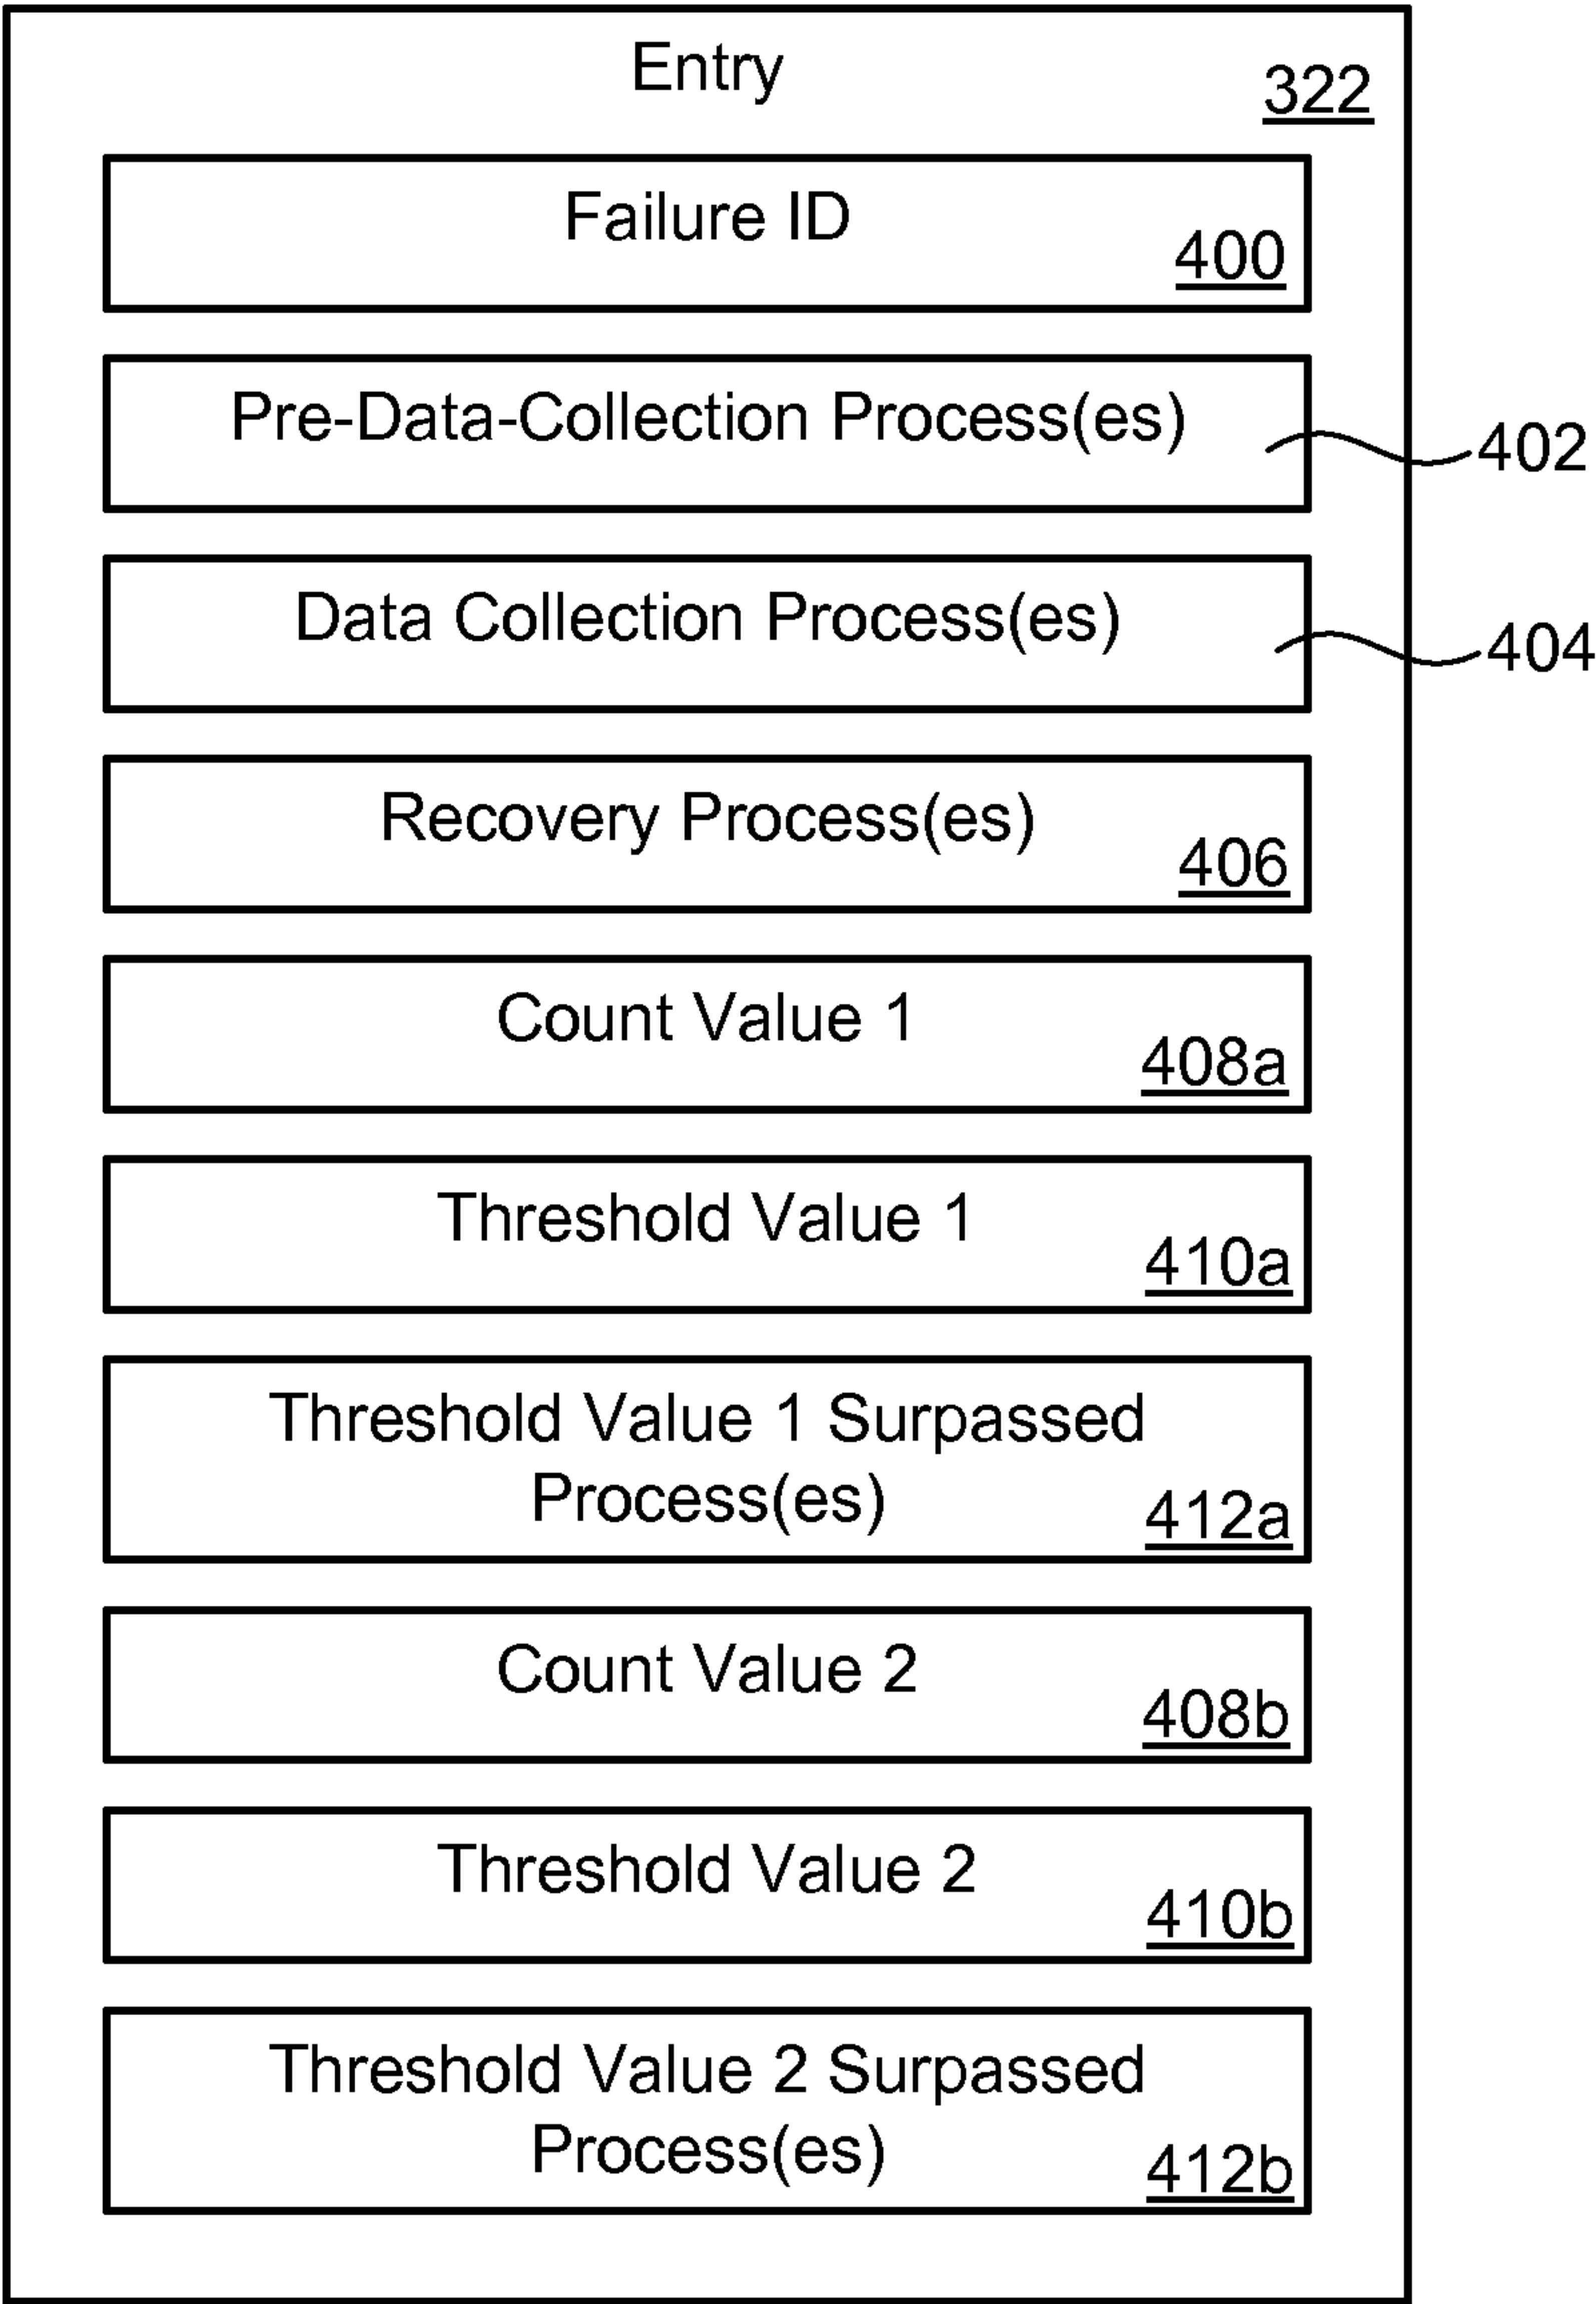 Entry
322
Failure ID
400
Pre-Data-Collection Process(es)
402
Data Collection Process(es)
404
Recovery Process(es)
406
Count Value 1
408a
Threshold Value 1
410a
Threshold Value 1 Surpassed
Process(es)
412a
Count Value 2
408b
Threshold Value 2
410b
Threshold Value 2 Surpassed
Process(es)
412b